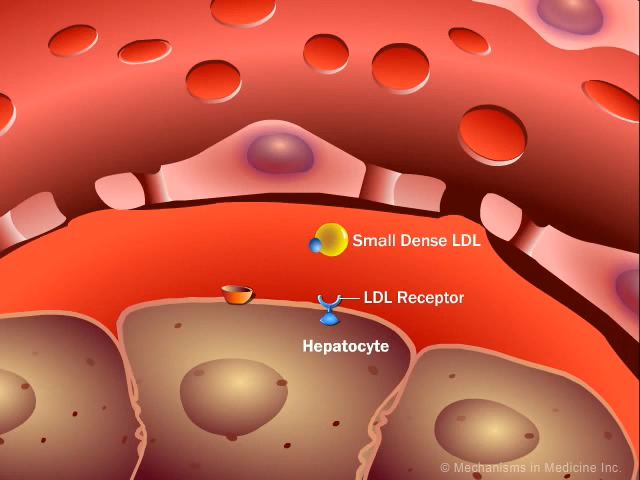 Small Dense LDL
LDL Receptor
Hepatocyte
© Mechanisms in Medicine Inc.